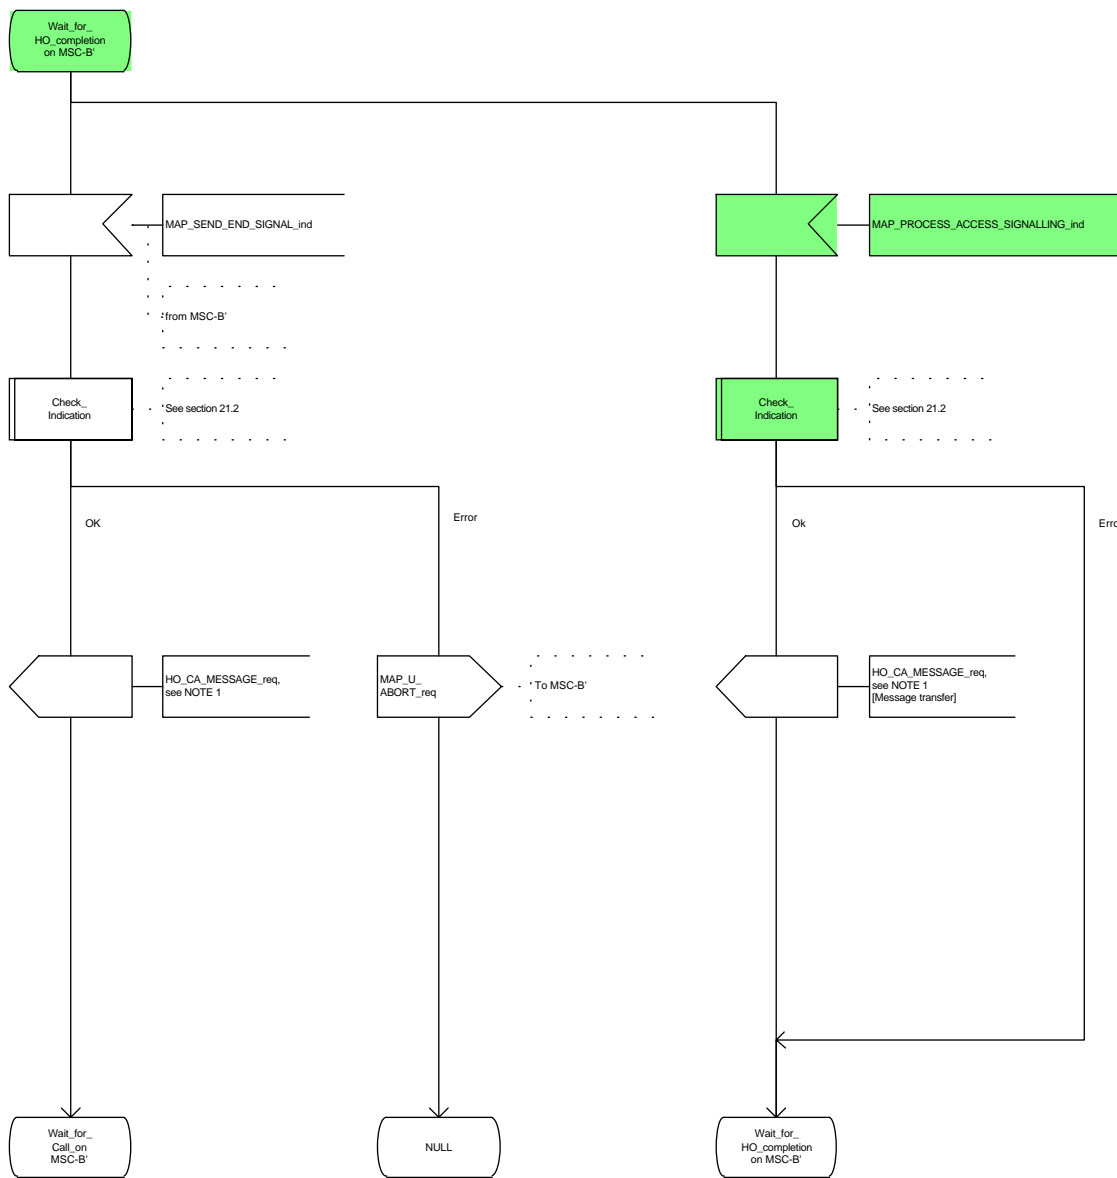 Wait_for_
HO_completion
on MSC-B'
MAP_SEND_END_SIGNAL_ind
MAP_PROCESS_ACCESS_SIGNALLING_ind
from MSC-B'
Check_
Indication
See section 21.2
Check_
Indication
See section 21.2
OK
Error
Ok
Erro
HO_CA_MESSAGE_req,
see NOTE 1
MAP_U_
ABORT_req
To MSC-B'
HO_CA_MESSAGE_req,
see NOTE 1
[Message transfer]
Wait_for_
Call_on
MSC-B'
NULL
Wait_for_
HO_completion
on MSC-B'